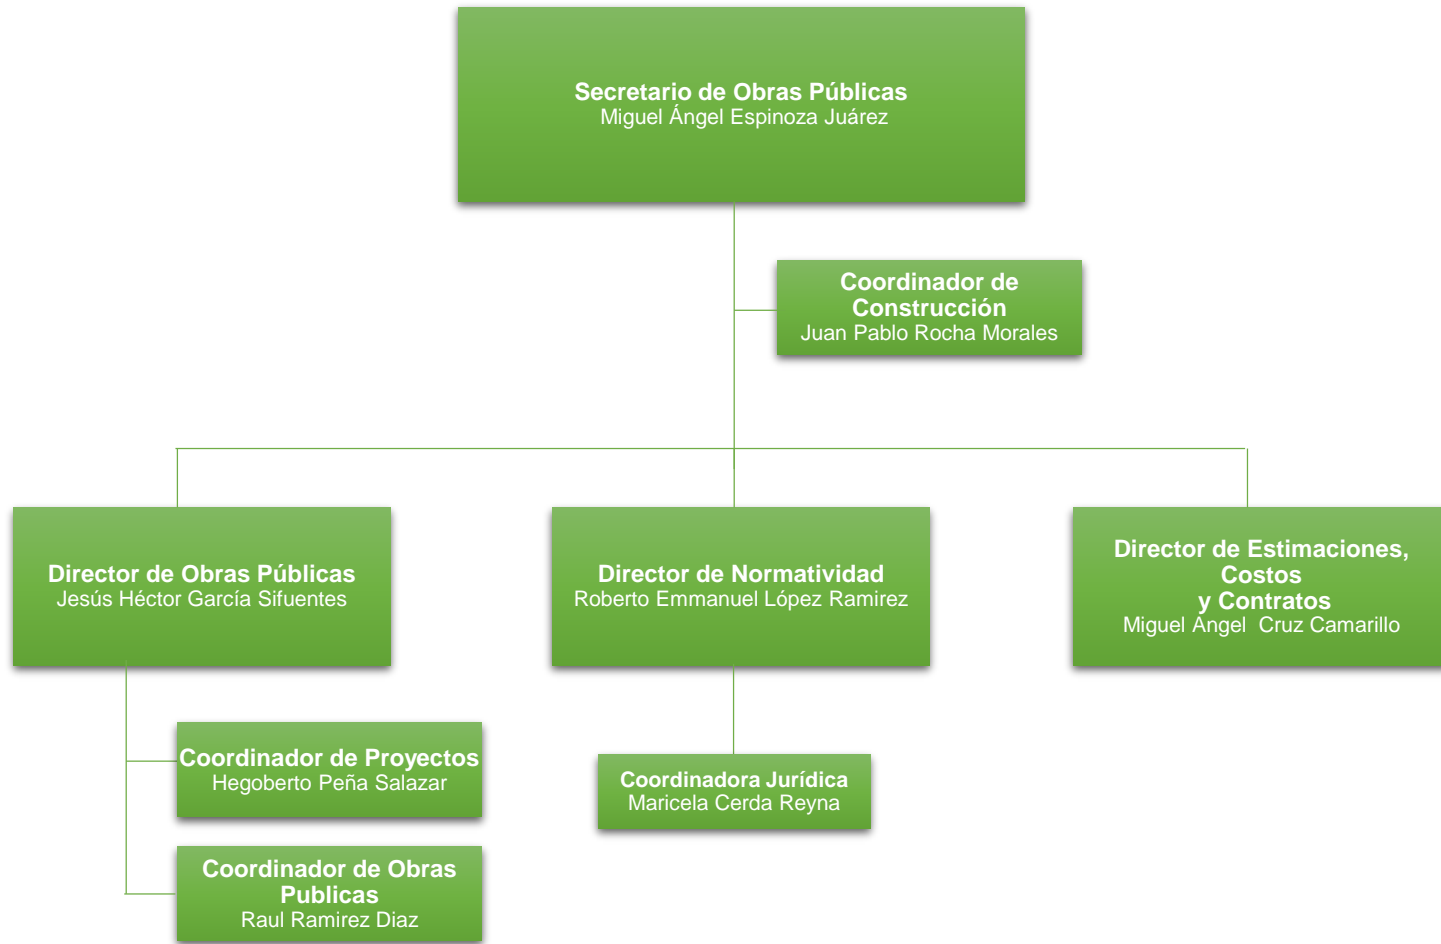 Secretario de Obras Públicas
Miguel Ángel Espinoza Juárez
Coordinador de
Construcción
Juan Pablo Rocha Morales
Director de Obras Públicas
Jesús Héctor García Sifuentes
Director de Normatividad
Roberto Emmanuel López Ramirez
Director de Estimaciones,
Costos
y Contratos
Miguel Angel  Cruz Camarillo
Coordinador de Proyectos
Hegoberto Peña Salazar
Coordinadora Jurídica
Maricela Cerda Reyna
Coordinador de Obras
Publicas
Raul Ramirez Diaz